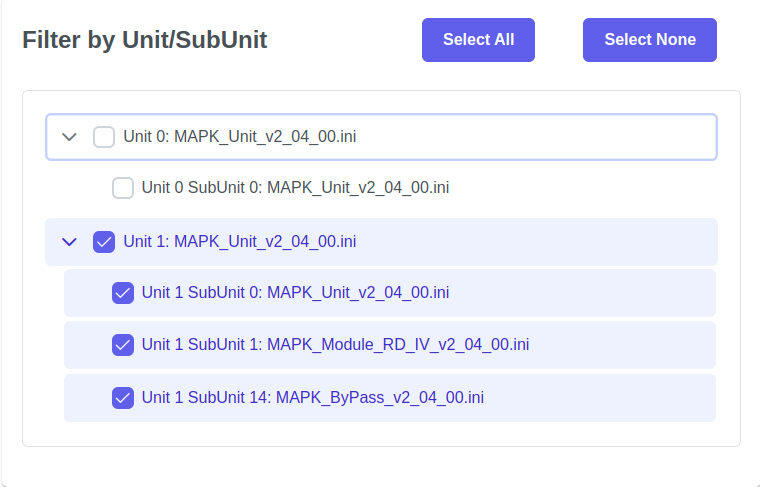 Filter by Unit/SubUnit
Select All
Select None
Unit 0: MAPK_Unit_v2_04_00.ini
Unit 0 SubUnit 0: MAPK_Unit_v2_04_00.ini
Unit 1: MAPK_Unit_v2_04_00.ini
Unit 1 SubUnit 0: MAPK_Unit_v2_04_00.ini
Unit 1 SubUnit 1: MAPK_Module_RD_IV_v2_04_00.ini
Unit 1 SubUnit 14: MAPK_ByPass_v2_04_00.ini